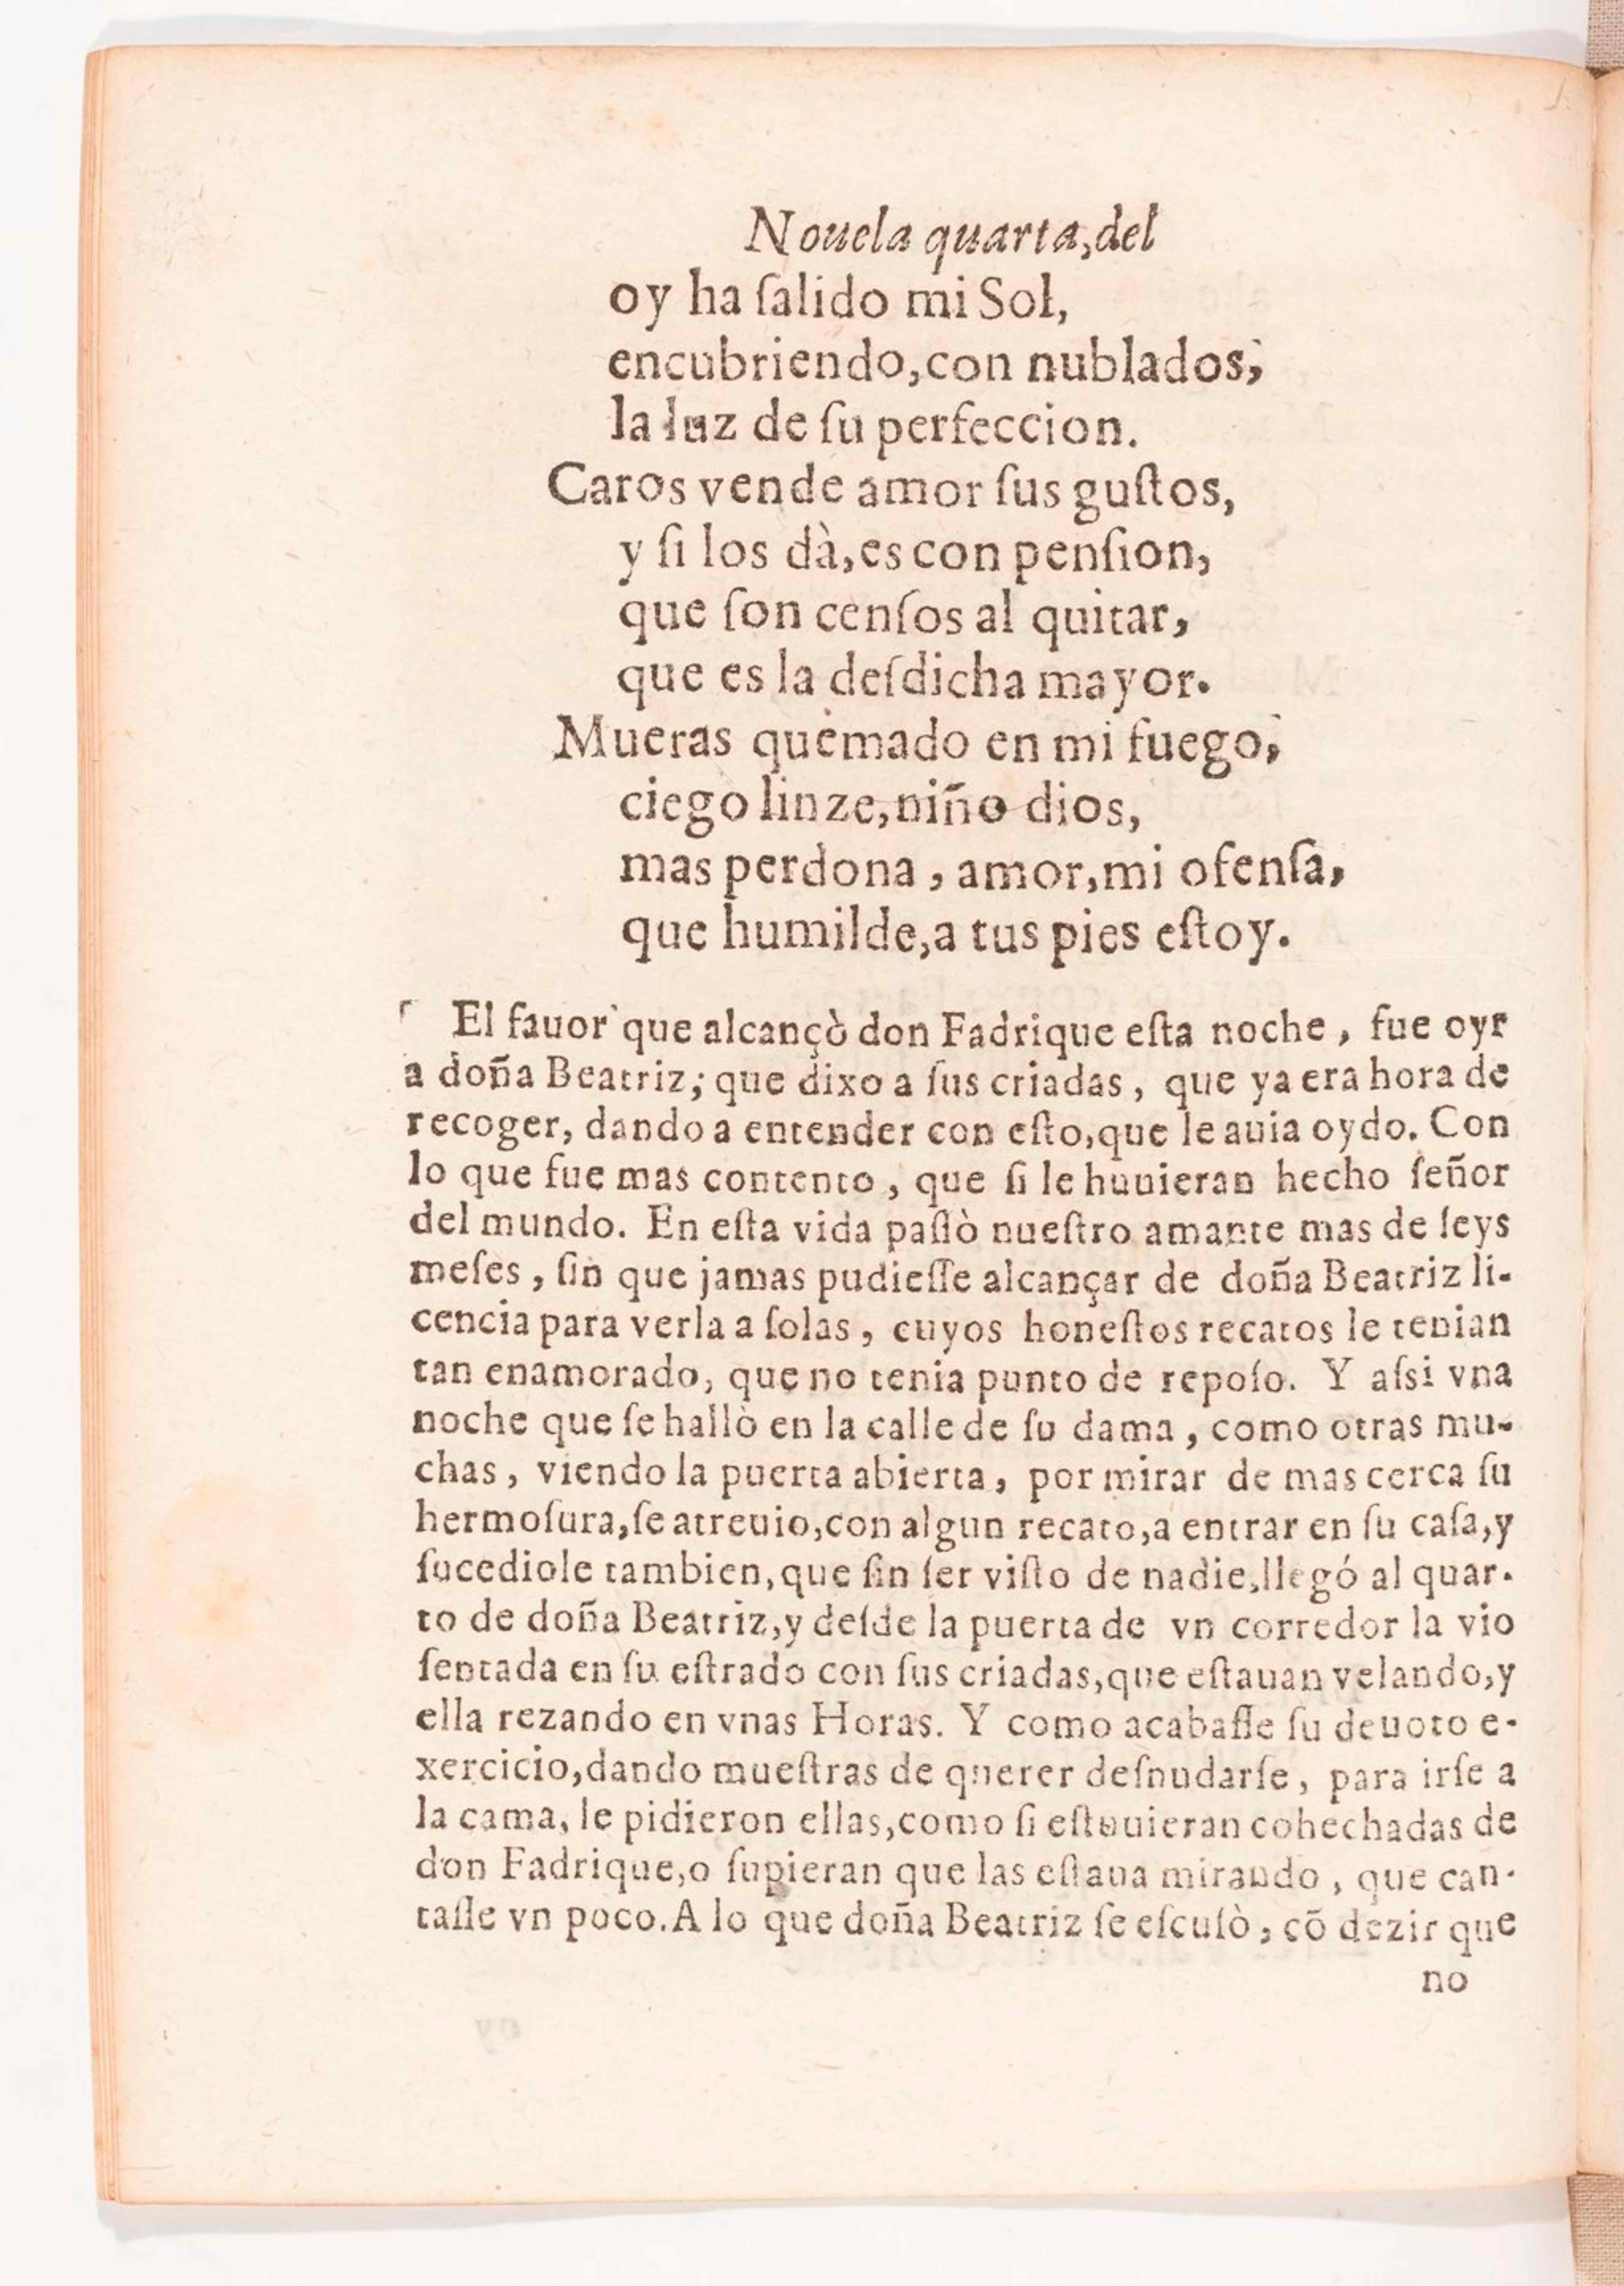 Nouela quarta,del
oy ha ſalido mi Sol,
encubriendo,con nublados,
la luz de ſu perfeccion.
Caros vende amor ſus guſtos,
y ſi los dà,es con penſion,
que ſon cenſos al quitar,
que es la deſdicha mayor.
Mueras quemado en mi fuego,
ciego linze,niño dios,
mas perdona, amor,mi ofenſa,
que humilde,a tus pies eſtoy.
El fauor que alcançò don Fadrique eſta noche, fue oyr
a doña Beatriz; que dixo a ſus criadas, que ya era hora de
recoger, dando a entender con eſto,que le auia oydo. Con
lo que fue mas contento, que ſi le huuieran hecho ſeñor
del mundo. En eſta vida paſſò nueſtro amante mas de ſeys
meſes, ſin que jamas pudieſſe alcançar de doña Beatriz li-
cencia para verla a ſolas, cuyos honeſtos recatos le tenian
tan enamorado, que no tenia punto de repoſo. Y aſsi vna
noche que ſe hallò en la calle de ſu dama, como otras mu-
chas, viendo la puerta abierta, por mirar de mas cerca ſu
hermoſura,ſe atreuio,con algun recato,a entrar en ſu caſa,y
ſucediole tambien,que ſin ſer viſto de nadie,llegó al quar-
to de doña Beatriz,y deſde la puerta de vn corredor la vio
ſentada en ſu eſtrado con ſus criadas,que eſtauan velando,y
ella rezando en vnas Horas. Y como acabaſſe ſu deuoto e-
xercicio,dando mueſtras de querer deſnudarſe, para irſe a
la cama, le pidieron ellas,como ſi eſtuuieran cohechadas de
don Fadrique,o ſupieran que las eſtaua mirando, que can-
taſſe vn poco.A lo que doña Beatriz ſe eſcuſò, cõ dezir que
no